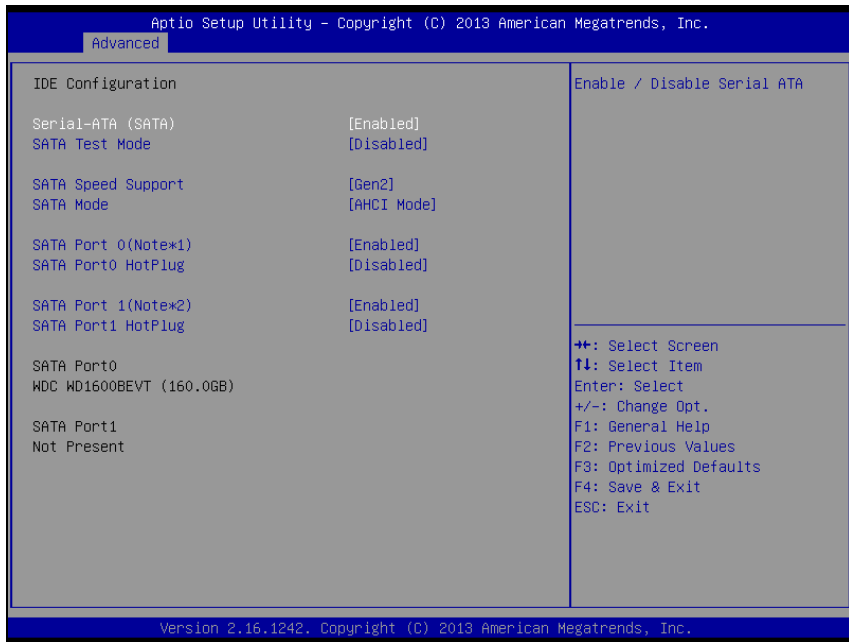 Aptio Setup Utility – Copyright (C) 2013 American Megatrends, Inc.
Advanced
IDE Configuration
Serial-ATA (SATA) [Enabled]
SATA Test Mode [Disabled]
SATA Speed Support [Gen2]
SATA Mode [AHCI Mode]
SATA Port 0(Note*1) [Enabled]
SATA Port0 HotPlug [Disabled]
SATA Port 1(Note*2) [Enabled]
SATA Port1 HotPlug [Disabled]
SATA Port0
WDC WD1600BEVT (160.0GB)
SATA Port1
Not Present
Enable / Disable Serial ATA
→←: Select Screen
↑↓: Select Item
Enter: Select
+/-: Change Opt.
F1: General Help
F2: Previous Values
F3: Optimized Defaults
F4: Save & Exit
ESC: Exit
Version 2.16.1242. Copyright (C) 2013 American Megatrends, Inc.